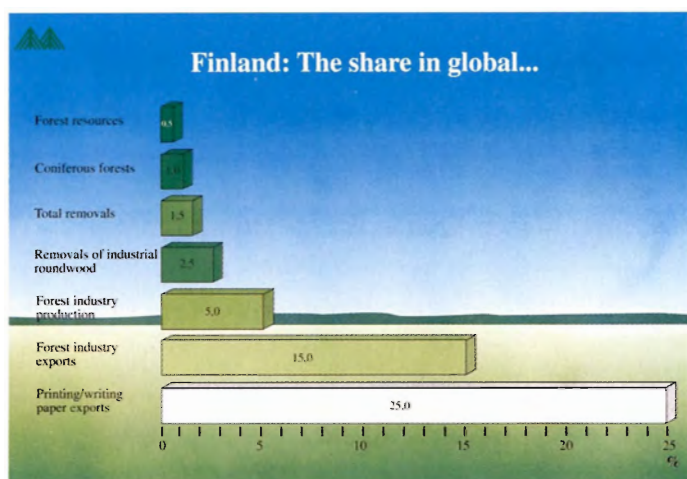 Finland: The share in global...
Forest resources
0.5
Coniferous forests
1.0
Total removals
1.5
Removals of industrial
roundwood
2.5
Forest industry
production
5.0
Forest industry
exports
15.0
Printing/writing
paper exports
25.0
0 5 10 15 20 25
%